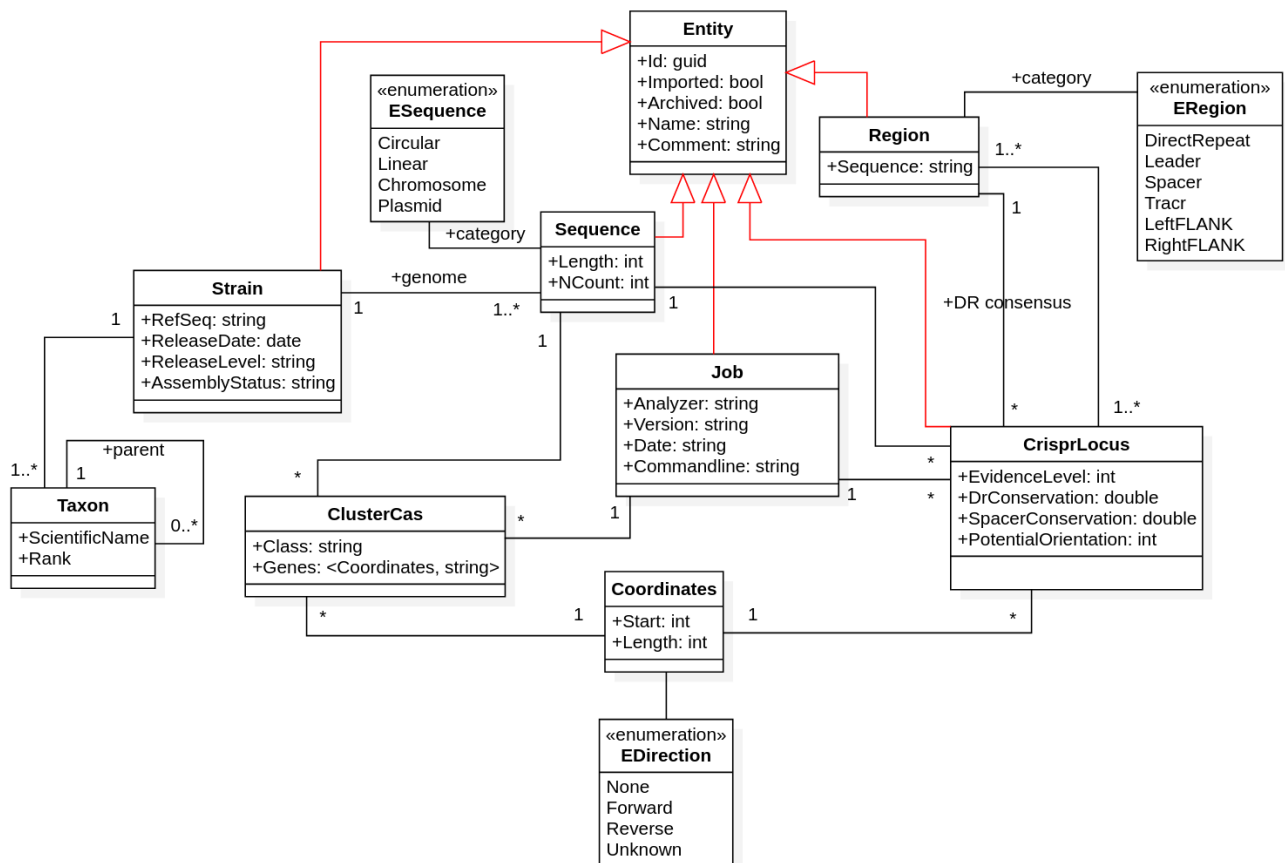 Entity
+Id: guid
+Imported: bool
+Archived: bool
+Name: string
+Comment: string
«enumeration»
ESequence
Circular
Linear
Chromosome
Plasmid
+category
Region
+Sequence: string
+category
«enumeration»
ERegion
DirectRepeat
Leader
Spacer
Tracr
LeftFLANK
RightFLANK
1..*
1
Sequence
+Length: int
+NCount: int
+genome
1
1..*
1
1
Strain
+RefSeq: string
+ReleaseDate: date
+ReleaseLevel: string
+AssemblyStatus: string
1
+DR consensus
Job
+Analyzer: string
+Version: string
+Date: string
+Commandline: string
*
1..*
CrisprLocus
+EvidenceLevel: int
+DrConservation: double
+SpacerConservation: double
+PotentialOrientation: int
*
1
*
+parent
1
1..*
0..*
Taxon
+ScientificName
+Rank
*
ClusterCas
+Class: string
+Genes: <Coordinates, string>
*
1
*
1
Coordinates
+Start: int
+Length: int
1
*
«enumeration»
EDirection
None
Forward
Reverse
Unknown